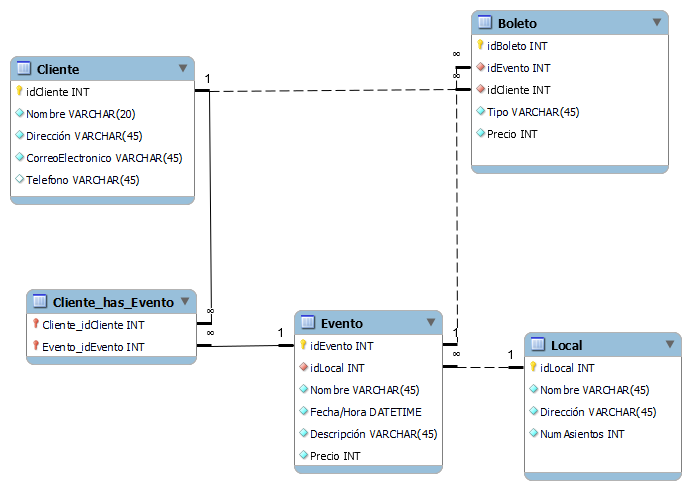 Boleto
idBoleto INT
idEvento INT
idCliente INT
Tipo VARCHAR(45)
Precio INT
∞
∞
Cliente
idCliente INT
Nombre VARCHAR(20)
Dirección VARCHAR(45)
CorreoElectronico VARCHAR(45)
Telefono VARCHAR(45)
1
Cliente_has_Evento
Cliente_idCliente INT
Evento_idEvento INT
∞
∞
1
Evento
idEvento INT
idLocal INT
Nombre VARCHAR(45)
Fecha/Hora DATETIME
Descripción VARCHAR(45)
Precio INT
1
∞
1
Local
idLocal INT
Nombre VARCHAR(45)
Dirección VARCHAR(45)
NumAsientos INT